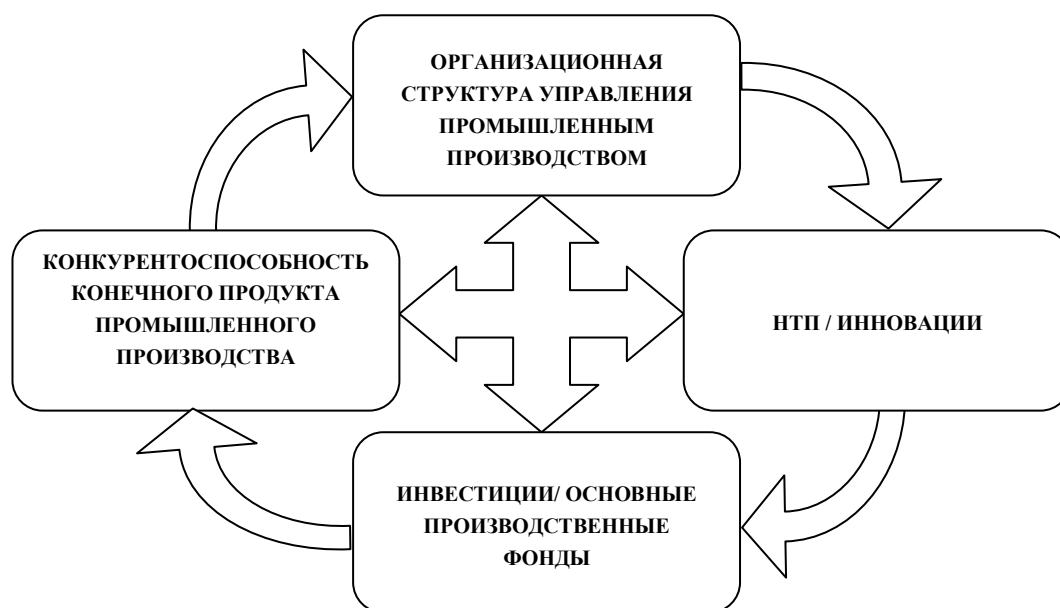 ОРГАНИЗАЦИОННАЯ
СТРУКТУРА УПРАВЛЕНИЯ
ПРОМЫШЛЕННЫМ
ПРОИЗВОДСТВОМ
КОНКУРЕНТОСПОСОБНОСТЬ
КОНЕЧНОГО ПРОДУКТА
ПРОМЫШЛЕННОГО
ПРОИЗВОДСТВА
НТП / ИННОВАЦИИ
ИНВЕСТИЦИИ/ ОСНОВНЫЕ
ПРОИЗВОДСТВЕННЫЕ
ФОНДЫ